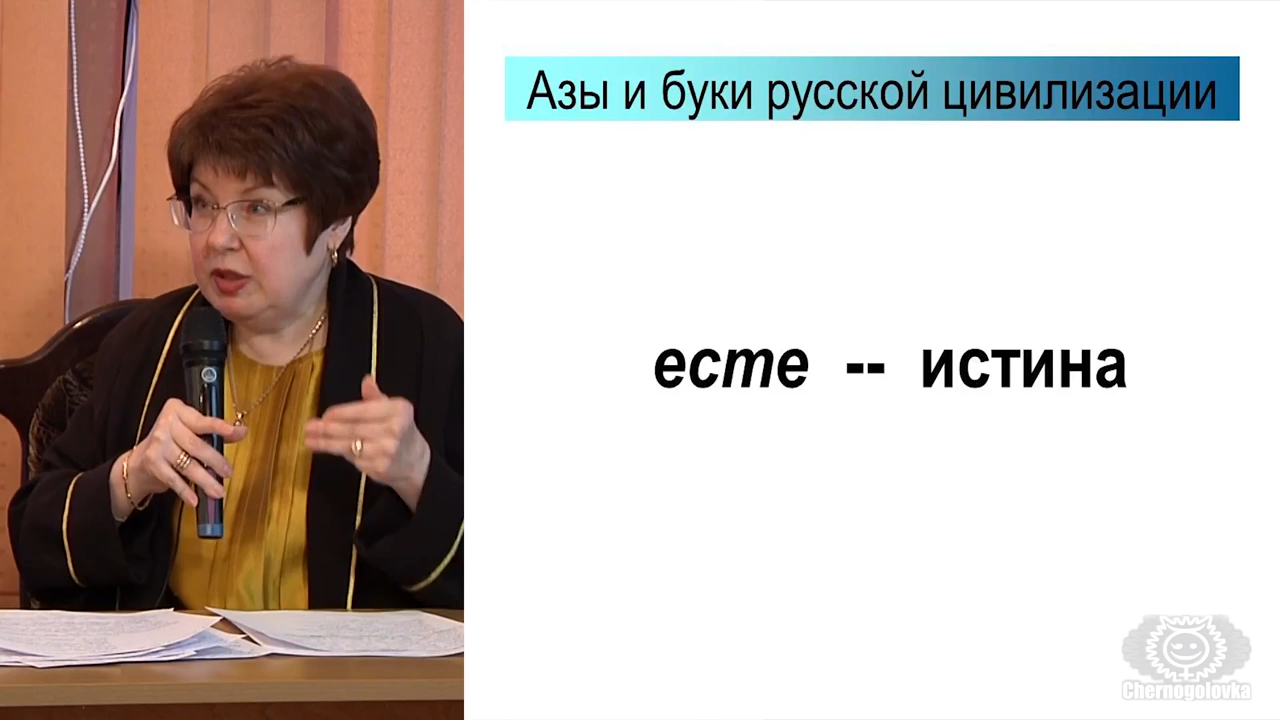 Азы и буки русской цивилизации
есте -- истина
Chernogolovka